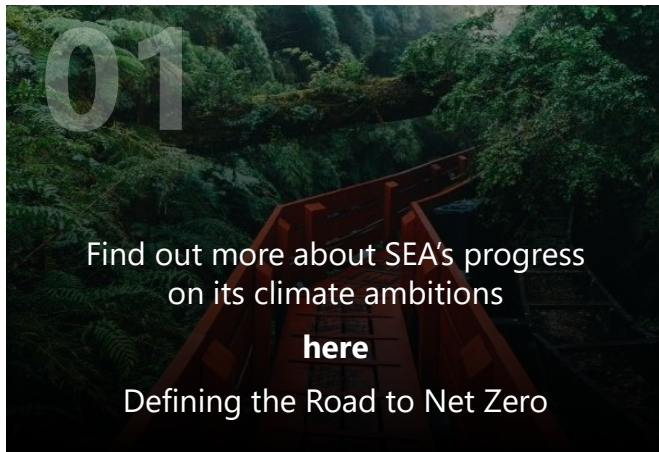 01
Find out more about SEA’s progress
on its climate ambitions
here
Defining the Road to Net Zero